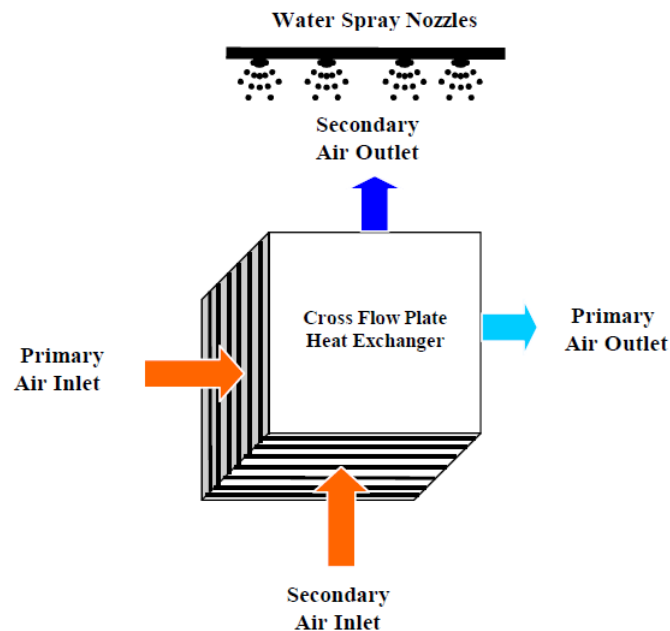 Water Spray Nozzles
Secondary
Air Outlet
Cross Flow Plate
Heat Exchanger
Primary
Air Outlet
Primary
Air Inlet
Secondary
Air Inlet